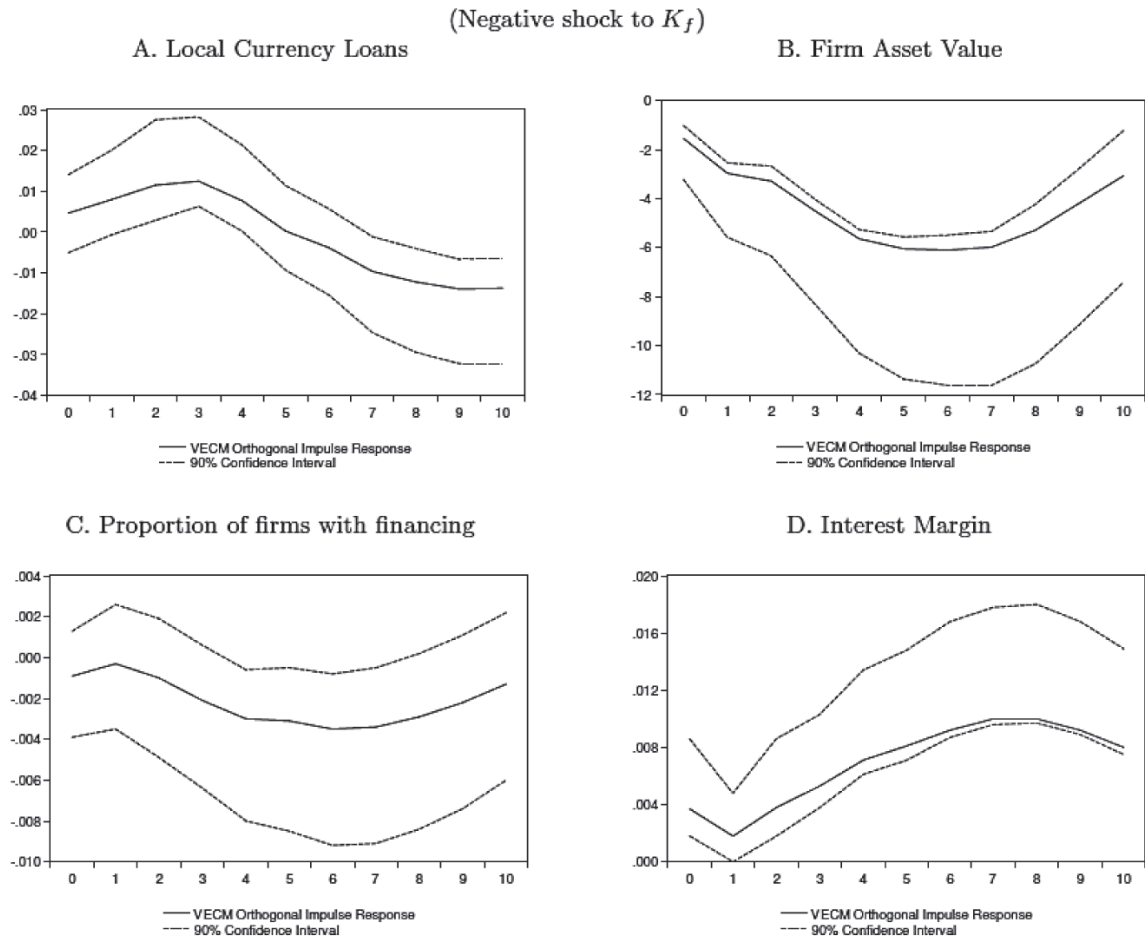 (Negative shock to K_f)
A. Local Currency Loans
.03
.02
.01
.00
-.01
-.02
-.03
-.04
0 1 2 3 4 5 6 7 8 9 10
VECM Orthogonal Impulse Response
90% Confidence Interval
B. Firm Asset Value
0
-2
-4
-6
-8
-10
-12
0 1 2 3 4 5 6 7 8 9 10
VECM Orthogonal Impulse Response
90% Confidence Interval
C. Proportion of firms with financing
.004
.002
.000
-.002
-.004
-.006
-.008
-.010
0 1 2 3 4 5 6 7 8 9 10
VECM Orthogonal Impulse Response
90% Confidence Interval
D. Interest Margin
.020
.016
.012
.008
.004
.000
0 1 2 3 4 5 6 7 8 9 10
VECM Orthogonal Impulse Response
90% Confidence Interval